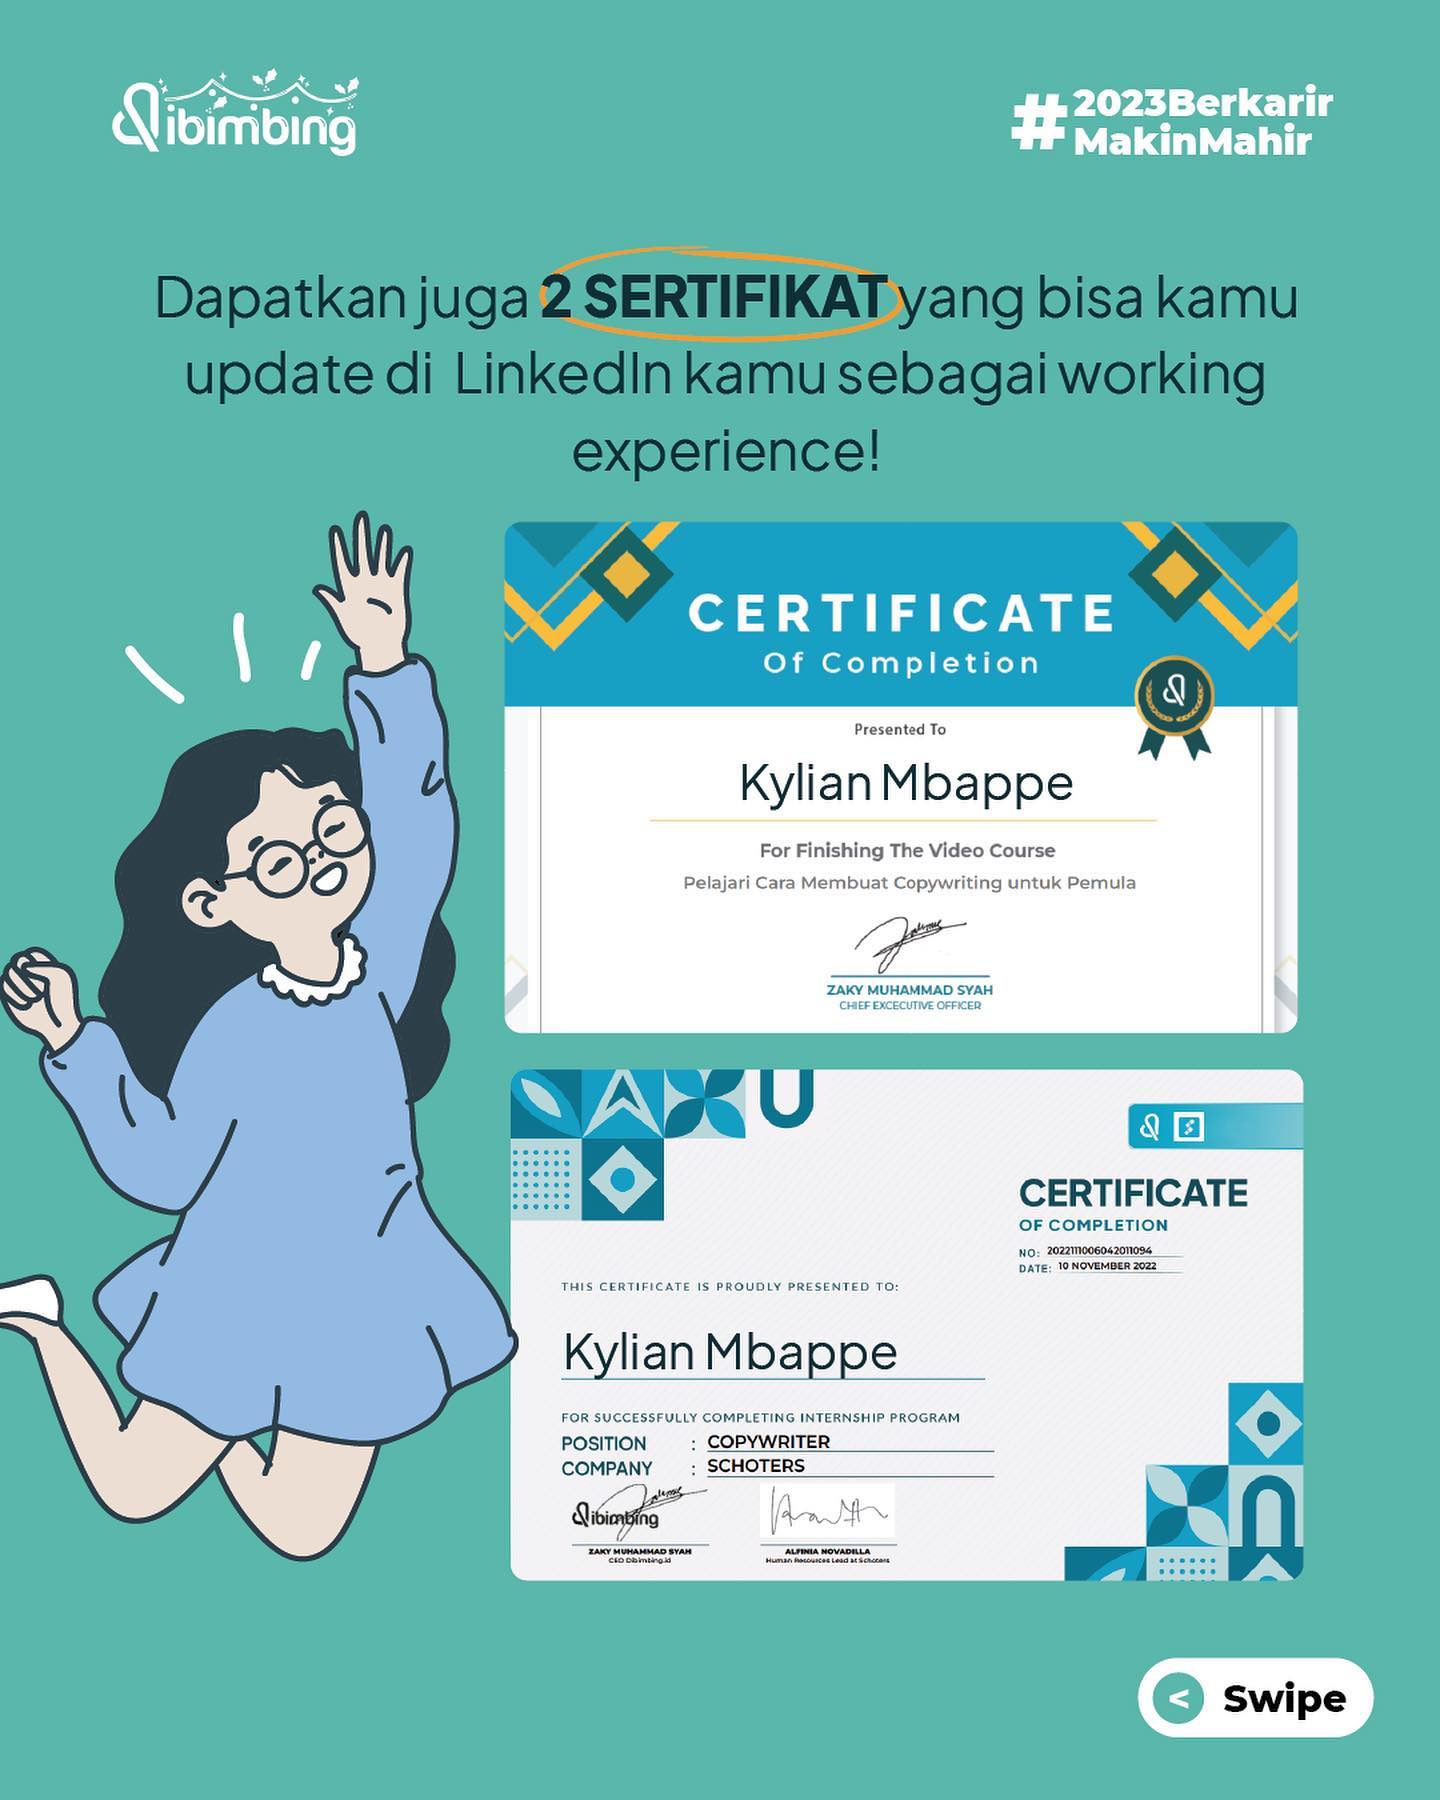 dibimbing
#2023Berkarir
MakinMahir
Dapatkan juga 2 SERTIFIKAT yang bisa kamu
update di LinkedIn kamu sebagai working
experience!
CERTIFICATE
Of Completion
Presented To
Kylian Mbappe
For Finishing The Video Course
Pelajari Cara Membuat Copywriting untuk Pemula
ZAKY MUHAMMAD SYAH
CHIEF EXCECUTIVE OFFICER
CERTIFICATE
OF COMPLETION
NO: 2022111006042011094
DATE: 10 NOVEMBER 2022
THIS CERTIFICATE IS PROUDLY PRESENTED TO:
Kylian Mbappe
FOR SUCCESSFULLY COMPLETING INTERNSHIP PROGRAM
POSITION : COPYWRITER
COMPANY : SCHOTERS
dibimbing
ZAKY MUHAMMAD SYAH
CEO Dibimbing.id
ALFINIA NOVADILLA
Human Resources Lead at Schoters
< Swipe